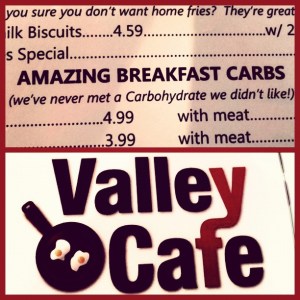 you sure you don't want home fries? They're great
ilk Biscuits.......4.59...................w/ 2
s Special................
AMAZING BREAKFAST CARBS
(we've never met a Carbohydrate we didn't like!)
....................4.99 with meat......
....................3.99 with meat......
Valley
Cafe